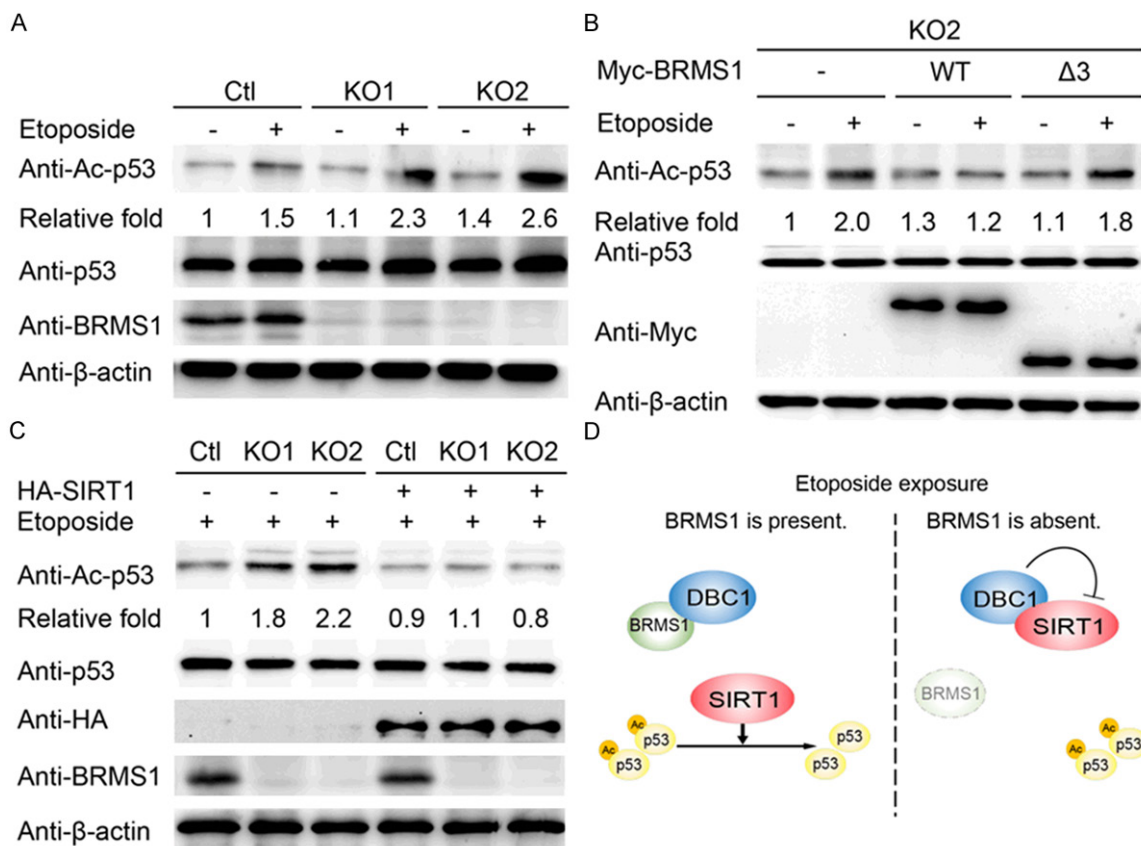 A
Ctl KO1 KO2
Etoposide - + - + - +
Anti-Ac-p53
Relative fold 1 1.5 1.1 2.3 1.4 2.6
Anti-p53
Anti-BRMS1
Anti-β-actin
B
KO2
Myc-BRMS1 - WT Δ3
Etoposide - + - + - +
Anti-Ac-p53
Relative fold 1 2.0 1.3 1.2 1.1 1.8
Anti-p53
Anti-Myc
Anti-β-actin
C
Ctl KO1 KO2 Ctl KO1 KO2
HA-SIRT1 - - - + + +
Etoposide + + + + + +
Anti-Ac-p53
Relative fold 1 1.8 2.2 0.9 1.1 0.8
Anti-p53
Anti-HA
Anti-BRMS1
Anti-β-actin
D
Etoposide exposure
BRMS1 is present. BRMS1 is absent.
DBC1
BRMS1
SIRT1
Ac p53
Ac p53
p53
p53
DBC1
SIRT1
BRMS1
Ac p53
Ac p53